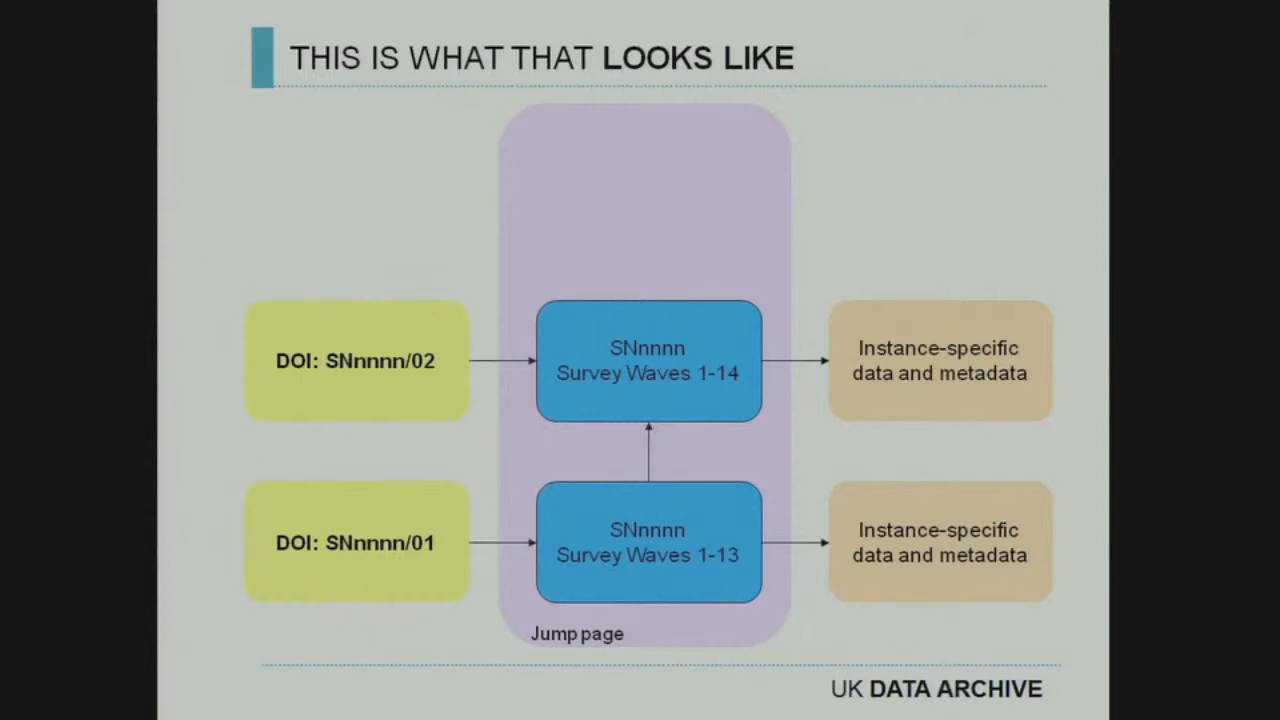 THIS IS WHAT THAT LOOKS LIKE
DOI: SNnnnn/02
SNnnnn
Survey Waves 1-14
Instance-specific
data and metadata
DOI: SNnnnn/01
SNnnnn
Survey Waves 1-13
Instance-specific
data and metadata
Jump page
UK DATA ARCHIVE